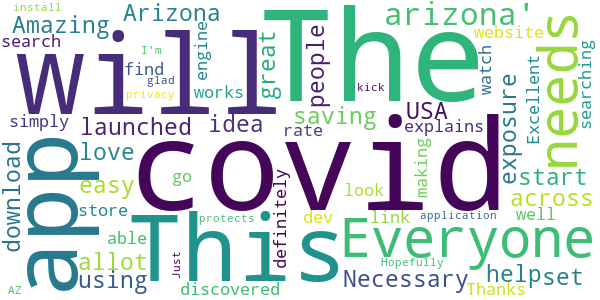 install
Amazing
Arizona
search
I'm
glad
find
privacy
engine
works
great
simply
launched
idea
will
The
people
arizona'
website
watch
searching
Excellent
needs
kick
saving
USA
rate
explains
exposure
download
app
love
easy
go
covid
making
start
across
store
look
dev
link
application
well
set
able
allot
using
Just
discovered
This
protects
definitely
Everyone
Hopefully
Necessary
help
Thanks
AZ